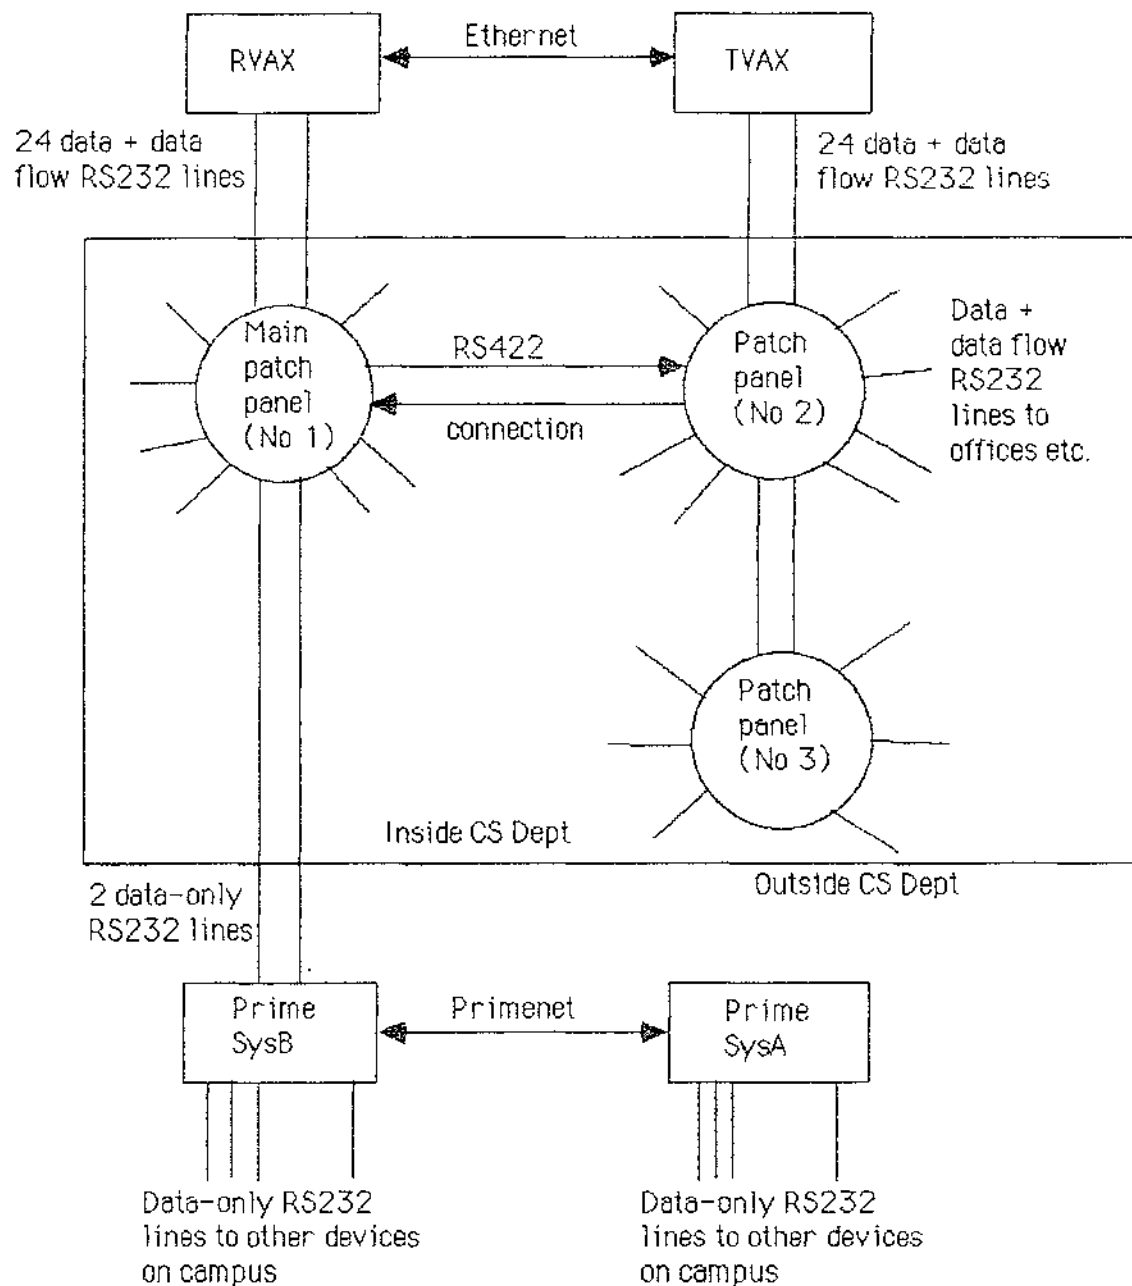 Ethernet
RVAX
TVAX
24 data + data
flow RS232 lines
24 data + data
flow RS232 lines
Main
patch
panel
(No 1)
RS422
connection
Patch
panel
(No 2)
Data +
data flow
RS232
lines to
offices etc.
Patch
panel
(No 3)
Inside CS Dept
Outside CS Dept
2 data-only
RS232 lines
Prime
SysB
Primenet
Prime
SysA
Data-only RS232
lines to other devices
on campus
Data-only RS232
lines to other devices
on campus